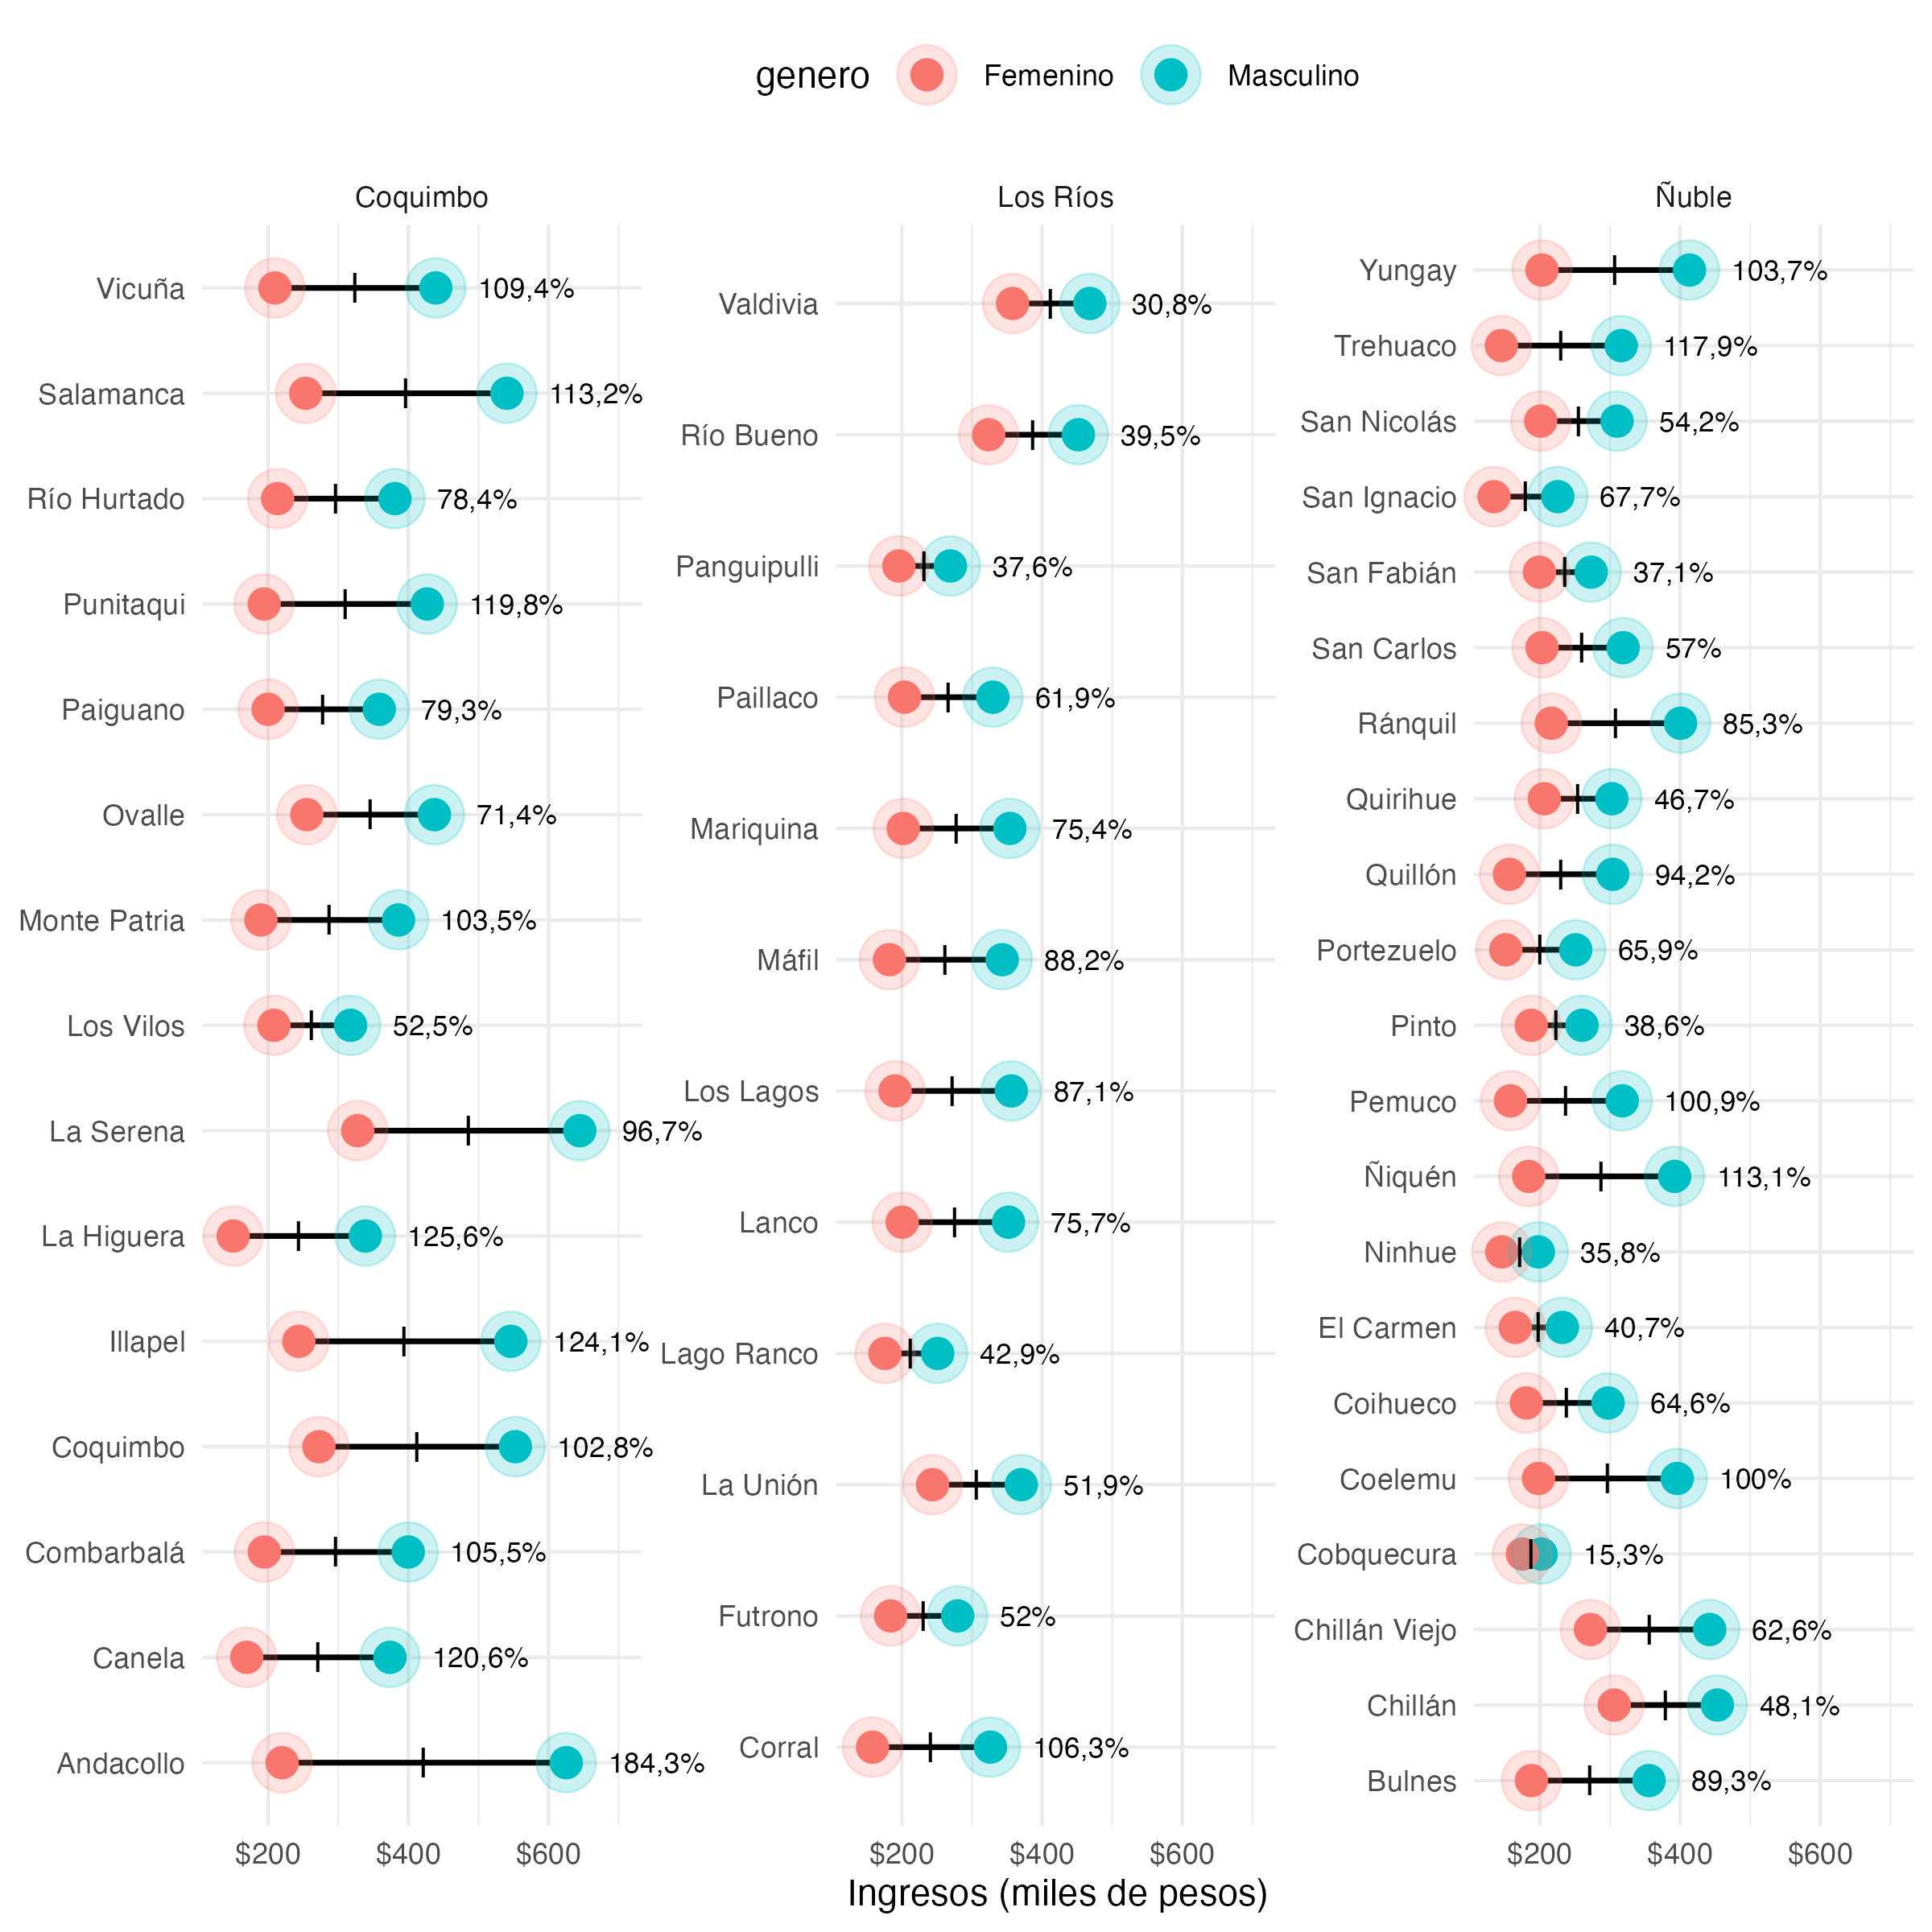 genero Femenino Masculino
Coquimbo
Vicuña 109,4%
Salamanca 113,2%
Río Hurtado 78,4%
Punitaqui 119,8%
Paiguano 79,3%
Ovalle 71,4%
Monte Patria 103,5%
Los Vilos 52,5%
La Serena 96,7%
La Higuera 125,6%
Illapel 124,1%
Coquimbo 102,8%
Combarbalá 105,5%
Canela 120,6%
Andacollo 184,3%
$200 $400 $600
Los Ríos
Valdivia 30,8%
Río Bueno 39,5%
Panguipulli 37,6%
Paillaco 61,9%
Mariquina 75,4%
Máfil 88,2%
Los Lagos 87,1%
Lanco 75,7%
Lago Ranco 42,9%
La Unión 51,9%
Futrono 52%
Corral 106,3%
$200 $400 $600
Ñuble
Yungay 103,7%
Trehuaco 117,9%
San Nicolás 54,2%
San Ignacio 67,7%
San Fabián 37,1%
San Carlos 57%
Ránquil 85,3%
Quirihue 46,7%
Quillón 94,2%
Portezuelo 65,9%
Pinto 38,6%
Pemuco 100,9%
Ñiquén 113,1%
Ninhue 35,8%
El Carmen 40,7%
Coihueco 64,6%
Coelemu 100%
Cobquecura 15,3%
Chillán Viejo 62,6%
Chillán 48,1%
Bulnes 89,3%
$200 $400 $600
Ingresos (miles de pesos)